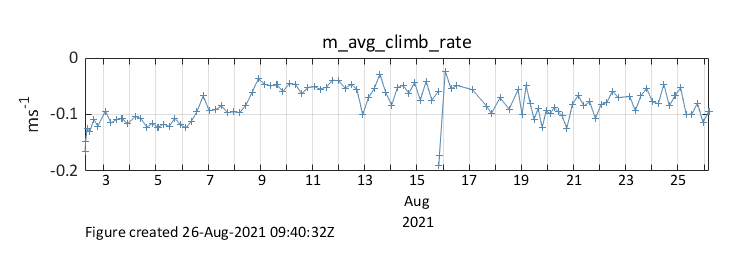 m_avg_climb_rate
0
-0.1
-0.2
ms-1
3 5 7 9 11 13 15 17 19 21 23 25
Aug
2021
Figure created 26-Aug-2021 09:40:32Z